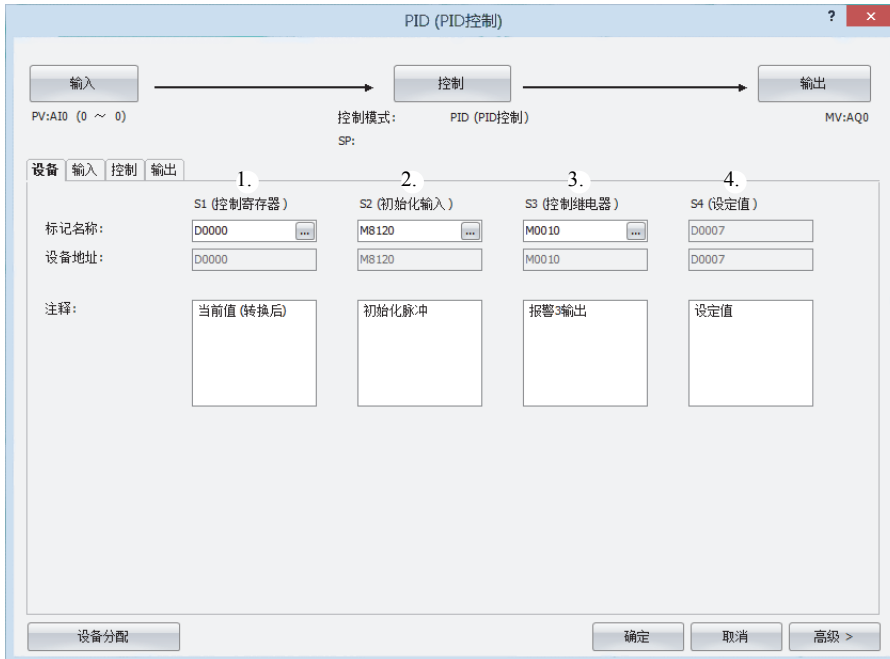 PID (PID控制)
? ×
输入 控制 输出
PV:AI0 (0 ～ 0) 控制模式: PID (PID控制) MV:AQ0
SP:
设备 输入 控制 输出
1. 2. 3. 4.
S1 (控制寄存器) S2 (初始化输入) S3 (控制继电器) S4 (设定值)
标记名称: D0000 ... M8120 ... M0010 ... D0007
设备地址: D0000 M8120 M0010 D0007
注释: 当前值 (转换后) 初始化脉冲 报警3输出 设定值
设备分配 确定 取消 高级 >